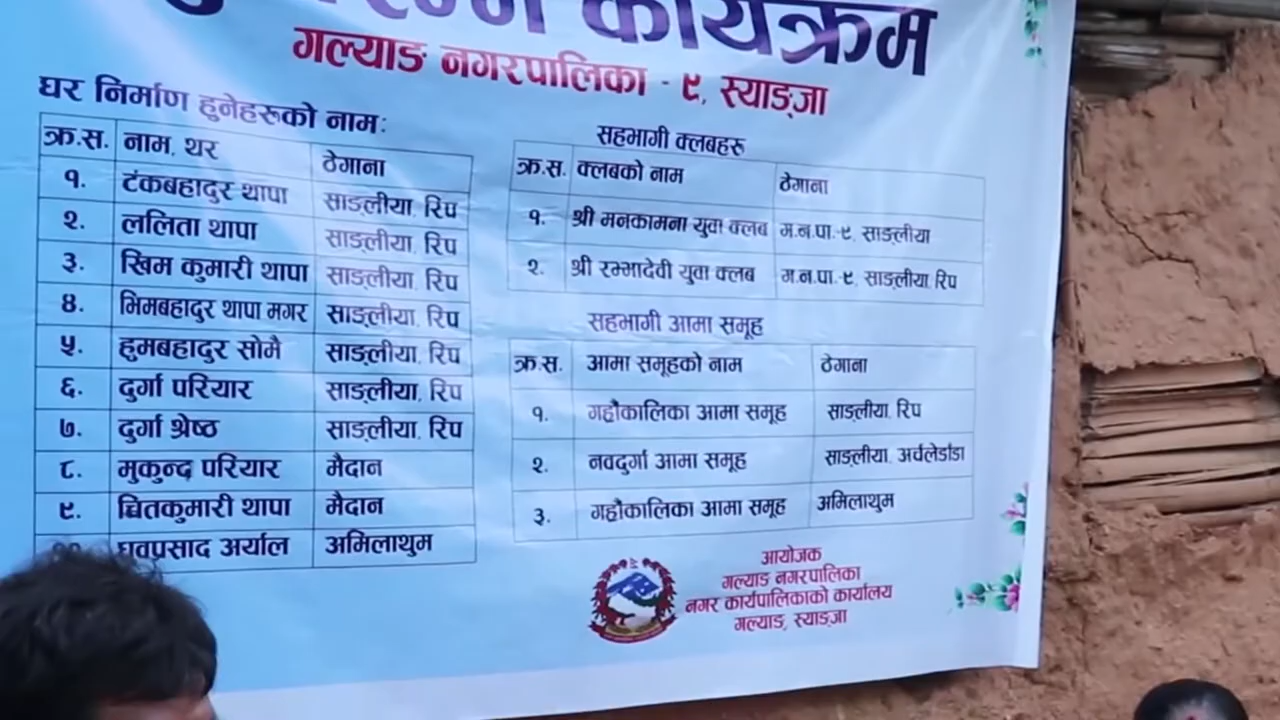 कार्यक्रम
गल्याङ नगरपालिका - ९, स्याङ्जा
घर निर्माण हुनेहरुको नाम:
क्र.स. नाम, थर ठेगाना
१. टंकबहादुर थापा साङ्लीया, रिप
२. ललिता थापा साङ्लीया, रिप
३. खिम कुमारी थापा साङ्लीया, रिप
४. भिमबहादुर थापा मगर साङ्लीया, रिप
५. हुमबहादुर सोमै साङ्लीया, रिप
६. दुर्गा परियार साङ्लीया, रिप
७. दुर्गा श्रेष्ठ साङ्लीया, रिप
८. मुकुन्द परियार मैदान
९. चितकुमारी थापा मैदान
अर्याल अमिलाथुम
सहभागी क्लबहरु
क्र.स. क्लबको नाम ठेगाना
१. श्री मनकामना युवा क्लब ग.न.पा.-९, साङ्लीया
२. श्री रम्भादेवी युवा क्लब ग.न.पा.-९, साङ्लीया रिप
सहभागी आमा समूह
क्र.स. आमा समूहको नाम ठेगाना
१. गह्रौकालिका आमा समूह साङ्लीया, रिप
२. नवदुर्गा आमा समूह साङ्लीया, अर्चलेडाँडा
३. गह्रौकालिका आमा समूह अमिलाथुम
आयोजक
गल्याङ नगरपालिका
नगर कार्यपालिकाको कार्यालय
गल्याङ, स्याङ्जा